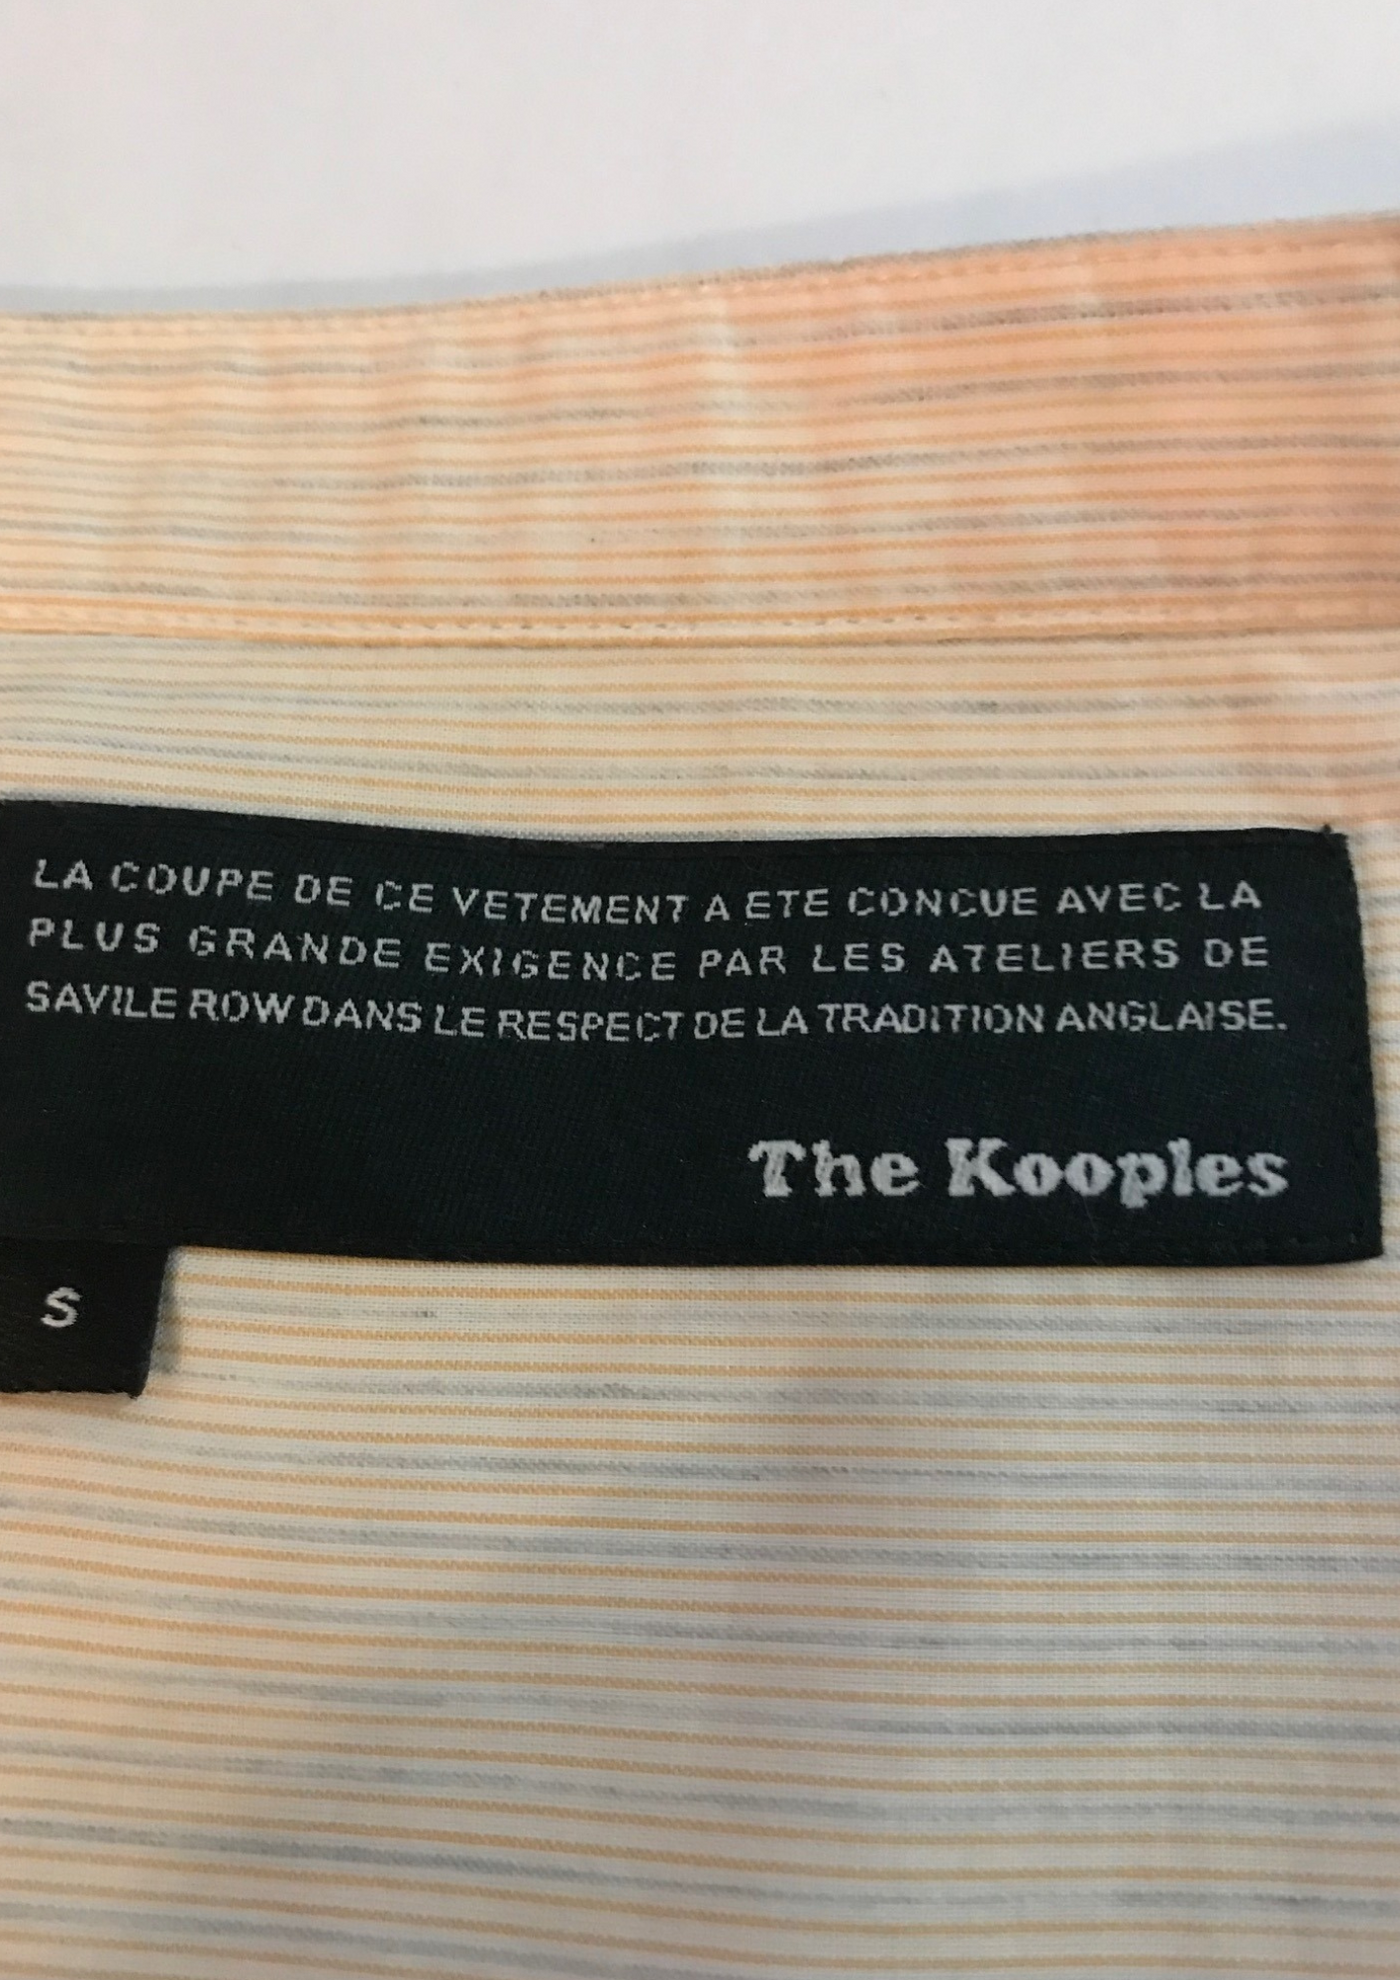 LA COUPE DE CE VETEMENT A ETE CONCUE AVEC LA
PLUS GRANDE EXIGENCE PAR LES ATELIERS DE
SAVILE ROW DANS LE RESPECT DE LA TRADITION ANGLAISE.
The Kooples
S